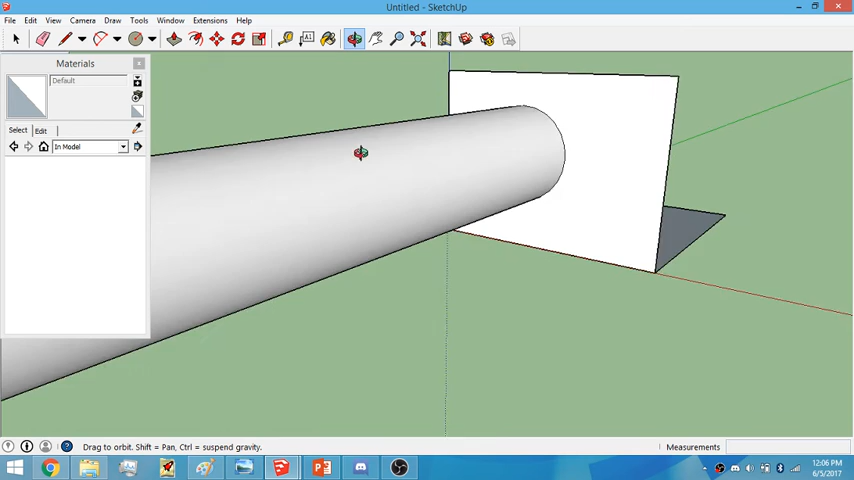 Untitled - SketchUp
File Edit View Camera Draw Tools Window Extensions Help
A1
Materials
Default
Select Edit
In Model
Drag to orbit. Shift = Pan, Ctrl = suspend gravity.
Measurements
12:06 PM
6/5/2017